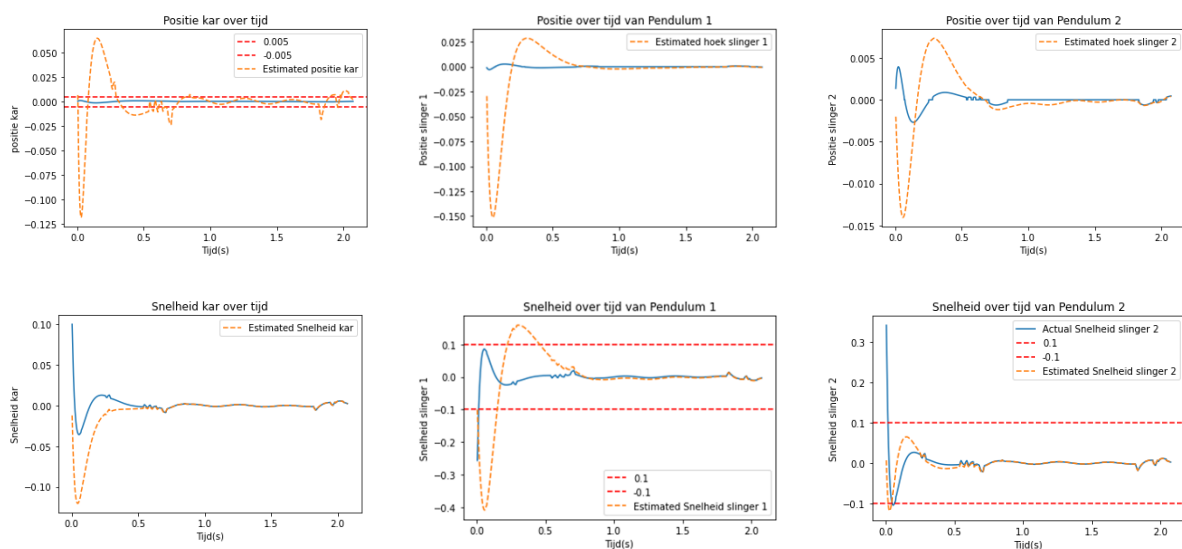 Positie kar over tijd
positie kar
0.050
0.025
0.000
−0.025
−0.050
−0.075
−0.100
−0.125
0.005
-0.005
Estimated positie kar
0.0
0.5
1.0
1.5
2.0
Tijd(s)
Positie over tijd van Pendulum 1
Positie slinger 1
0.025
0.000
−0.025
−0.050
−0.075
−0.100
−0.125
−0.150
Estimated hoek slinger 1
0.0
0.5
1.0
1.5
2.0
Tijd(s)
Positie over tijd van Pendulum 2
Positie slinger 2
0.005
0.000
−0.005
−0.010
−0.015
Estimated hoek slinger 2
0.0
0.5
1.0
1.5
2.0
Tijd(s)
Snelheid kar over tijd
Snelheid kar
0.10
0.05
0.00
−0.05
−0.10
Estimated Snelheid kar
0.0
0.5
1.0
1.5
2.0
Tijd(s)
Snelheid over tijd van Pendulum 1
Snelheid slinger 1
0.1
0.0
−0.1
−0.2
−0.3
−0.4
0.1
-0.1
Estimated Snelheid slinger 1
0.0
0.5
1.0
1.5
2.0
Tijd(s)
Snelheid over tijd van Pendulum 2
Snelheid slinger 2
0.3
0.2
0.1
0.0
−0.1
Actual Snelheid slinger 2
0.1
-0.1
Estimated Snelheid slinger 2
0.0
0.5
1.0
1.5
2.0
Tijd(s)